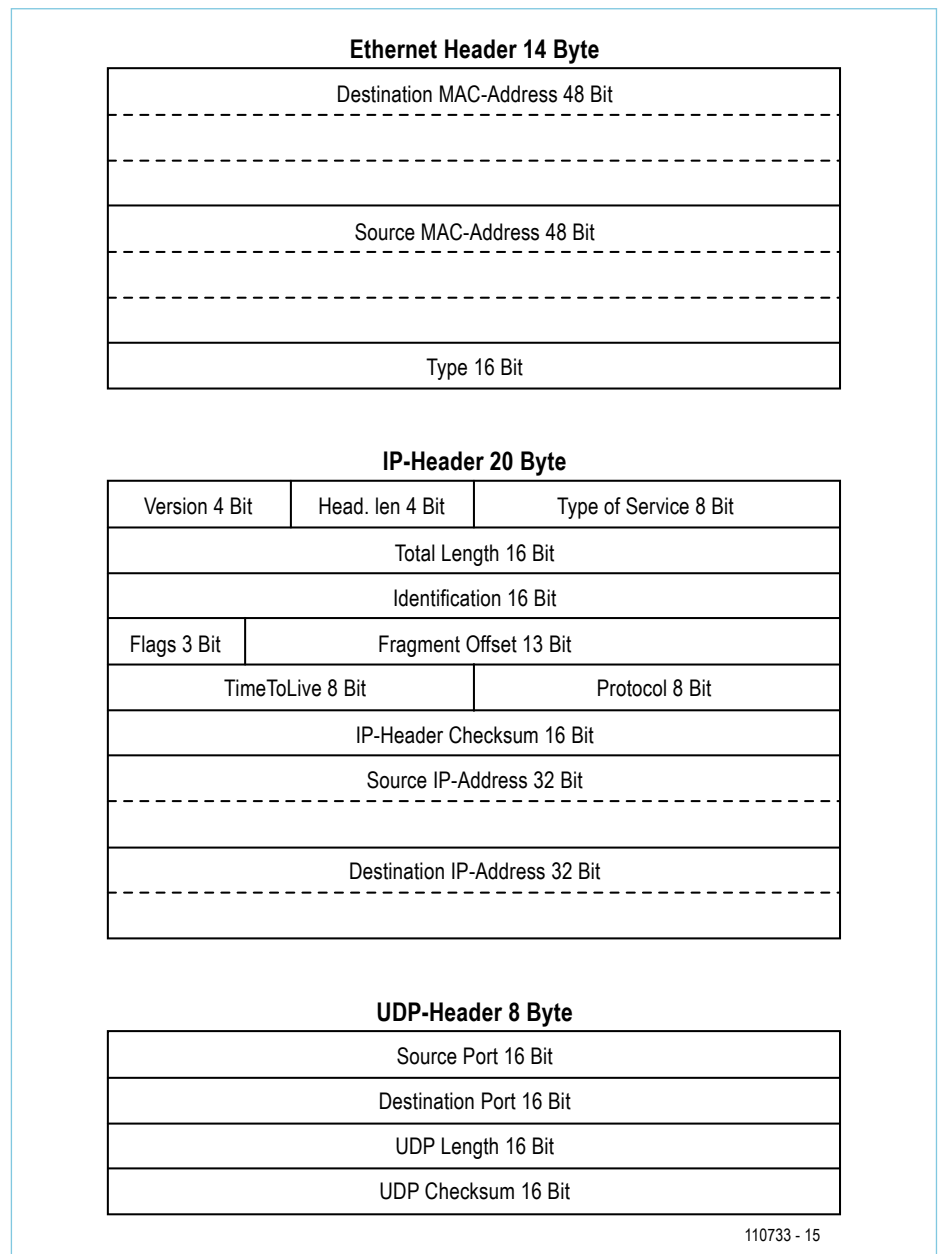 Ethernet Header 14 Byte
Destination MAC-Address 48 Bit
Source MAC-Address 48 Bit
Type 16 Bit
IP-Header 20 Byte
Version 4 Bit
Head. len 4 Bit
Type of Service 8 Bit
Total Length 16 Bit
Identification 16 Bit
Flags 3 Bit
Fragment Offset 13 Bit
TimeToLive 8 Bit
Protocol 8 Bit
IP-Header Checksum 16 Bit
Source IP-Address 32 Bit
Destination IP-Address 32 Bit
UDP-Header 8 Byte
Source Port 16 Bit
Destination Port 16 Bit
UDP Length 16 Bit
UDP Checksum 16 Bit
110733 - 15